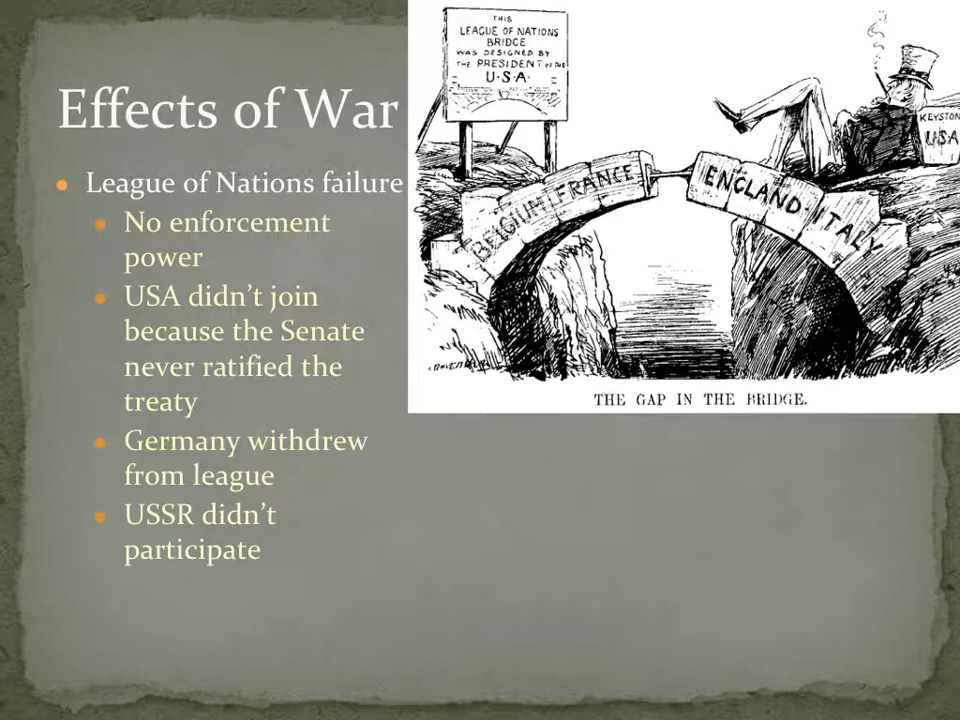 Effects of War
League of Nations failure
No enforcement
power
USA didn't join
because the Senate
never ratified the
treaty
Germany withdrew
from league
USSR didn't
participate
THIS
LEAGUE OF NATIONS
BRIDGE
WAS DESIGNED BY
THE PRESIDENT OF THE
U.S.A.
BELGIUM
FRANCE
ENGLAND
ITALY
KEYSTON
USA
THE GAP IN THE BRIDGE.